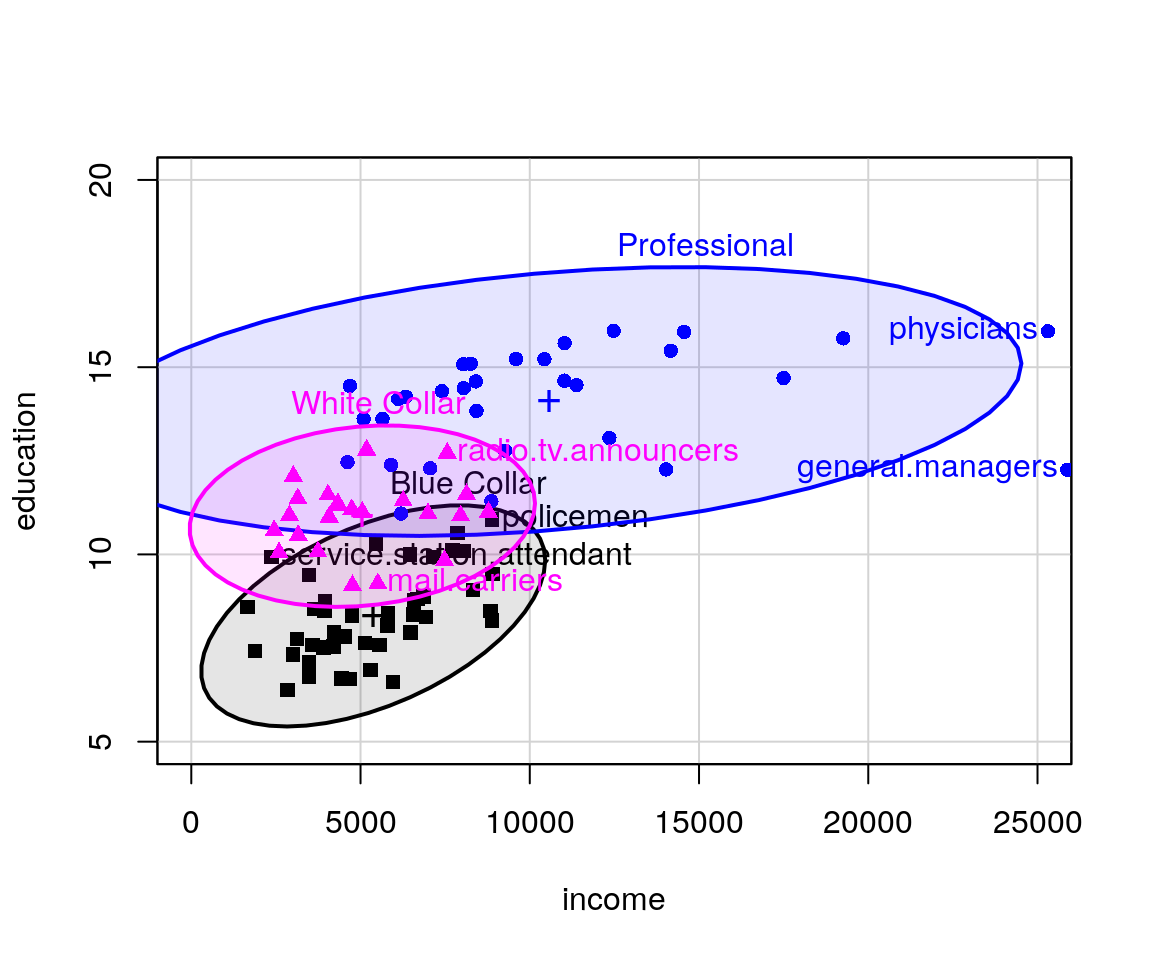 20
Professional
physicians
15
White Collar
radio.tv.announcers
general.managers
Blue Collar
policemen
10
service.station.attendant
mail.carriers
5
education
0 5000 10000 15000 20000 25000
income